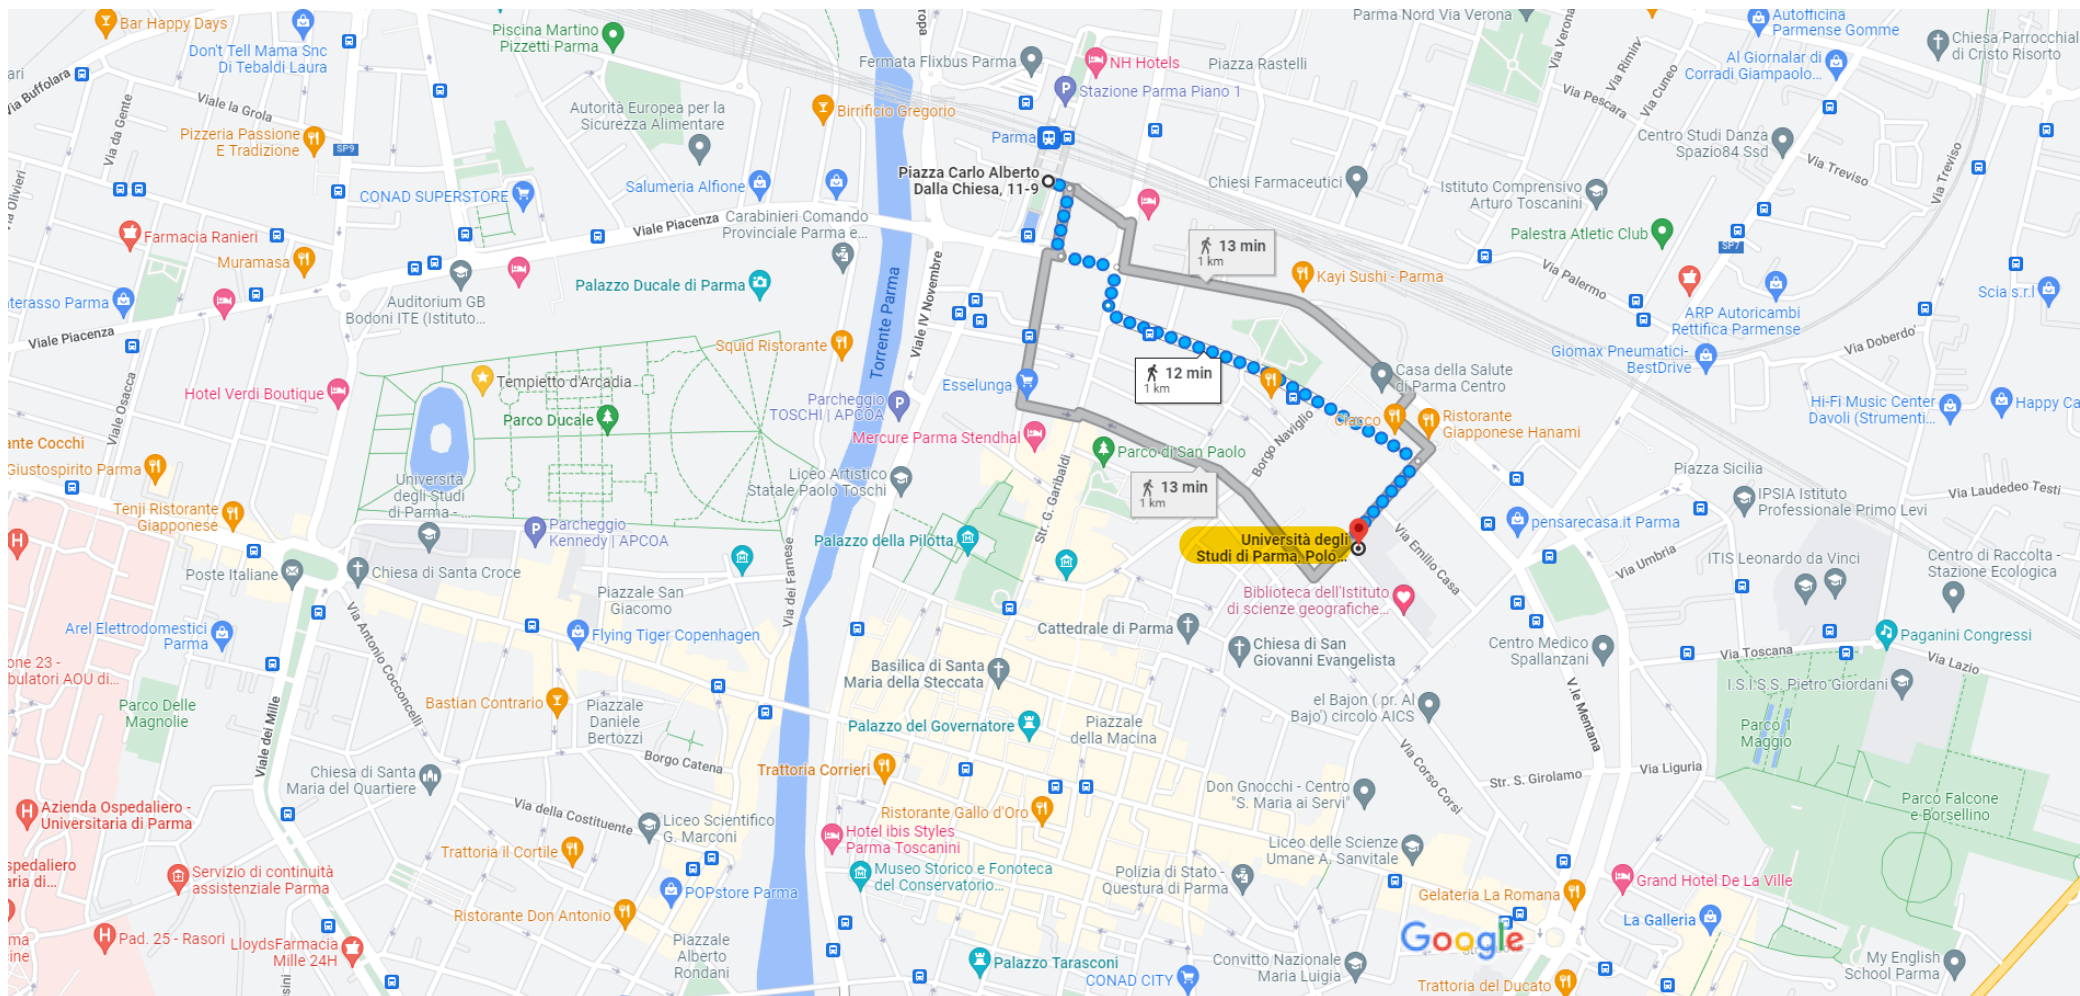 Bar Happy Days
Don't Tell Mama Snc
Di Tebaldi Laura
Piscina Martino
Pizzetti Parma
Fermata Flixbus Parma
NH Hotels
Piazza Rastelli
Parma Nord Via Verona
Autofficina
Parmense Gomme
Chiesa Parrocchial
di Cristo Risorto
Via Buffolara
Viale la Grola
Via da Gente
Pizzeria Passione
E Tradizione
SP9
Autorità Europea per la
Sicurezza Alimentare
Birrificio Gregorio
Stazione Parma Piano 1
Parma
Via Verona
Via Rimini
Via Cuneo
Via Pescara
Al Giornalar di
Corradi Giampaolo...
Centro Studi Danza
Spazio84 Ssd
Via Treviso
Via Treviso
Piazza Carlo Alberto
Dalla Chiesa, 11-9
CONAD SUPERSTORE
Salumeria Alfione
Chiesi Farmaceutici
Istituto Comprensivo
Arturo Toscanini
Farmacia Ranieri
Viale Piacenza
Carabinieri Comando
Provinciale Parma e...
13 min
1 km
Palestra Atletic Club
SP7
Muramasa
Auditorium GB
Bodoni ITE (Istituto...
Palazzo Ducale di Parma
Torrente Parma
Viale IV Novembre
Kayi Sushi - Parma
Via Palermo
Scia s.r.l
ARP Autoricambi
Rettifica Parmense
Viale Piacenza
Via Osacca
Squid Ristorante
Giomax Pneumatici-
BestDrive
Via Doberdo'
Hotel Verdi Boutique
Tempietto d'Arcadia
Parco Ducale
Esselunga
12 min
1 km
Casa della Salute
di Parma Centro
Parcheggio
TOSCHI | APCOA
Mercure Parma Stendhal
Ciacco
Ristorante
Giapponese Hanami
Hi-Fi Music Center
Davoli (Strumenti...
Happy Ca
Giustospirito Parma
Parco di San Paolo
Borgo Naviglio
Str. G. Garibaldi
Liceo Artistico
Statale Paolo Toschi
Università
degli Studi
di Parma - ...
13 min
1 km
Piazza Sicilia
IPSIA Istituto
Professionale Primo Levi
Via Laudedeo Testi
Tenji Ristorante
Giapponese
Parcheggio
Kennedy | APCOA
Palazzo della Pilotta
Università degli
Studi di Parma, Polo...
Via Emilio Casa
pensarecasa.it Parma
Via Umbria
ITIS Leonardo da Vinci
Centro di Raccolta -
Stazione Ecologica
Poste Italiane
Chiesa di Santa Croce
Via dei Farnese
Piazzale San
Giacomo
Biblioteca dell'Istituto
di scienze geografiche...
Arel Elettrodomestici
Parma
Via Antonio Cocconcelli
Flying Tiger Copenhagen
Cattedrale di Parma
Chiesa di San
Giovanni Evangelista
Centro Medico
Spallanzani
Via Toscana
Paganini Congressi
Via Lazio
Basilica di Santa
Maria della Steccata
I.S.I.S.S. Pietro Giordani
Parco Delle
Magnolie
Viale dei Mille
Bastian Contrario
Piazzale
Daniele
Bertozzi
Palazzo del Governatore
Piazzale
della Macina
el Bajon ( pr. Al
Bajo') circolo AICS
V.le Mentana
Parco 1
Maggio
Borgo Catena
Via Corso Corsi
Chiesa di Santa
Maria del Quartiere
Trattoria Corrieri
Str. S. Girolamo
Via Liguria
Don Gnocchi - Centro
"S. Maria ai Servi"
Azienda Ospedaliero -
Universitaria di Parma
Via della Costituente
Liceo Scientifico
G. Marconi
Ristorante Gallo d'Oro
Parco Falcone
e Borsellino
Hotel ibis Styles
Parma Toscanini
Liceo delle Scienze
Umane A. Sanvitale
Trattoria il Cortile
Servizio di continuità
assistenziale Parma
Museo Storico e Fonoteca
del Conservatorio...
Polizia di Stato -
Questura di Parma
POPstore Parma
Grand Hotel De La Ville
Gelateria La Romana
Ristorante Don Antonio
La Galleria
Pad. 25 - Rasori
LloydsFarmacia
Mille 24H
Piazzale
Alberto
Rondani
Google
Palazzo Tarasconi
CONAD CITY
Convitto Nazionale
Maria Luigia
My English
School Parma
Trattoria del Ducato